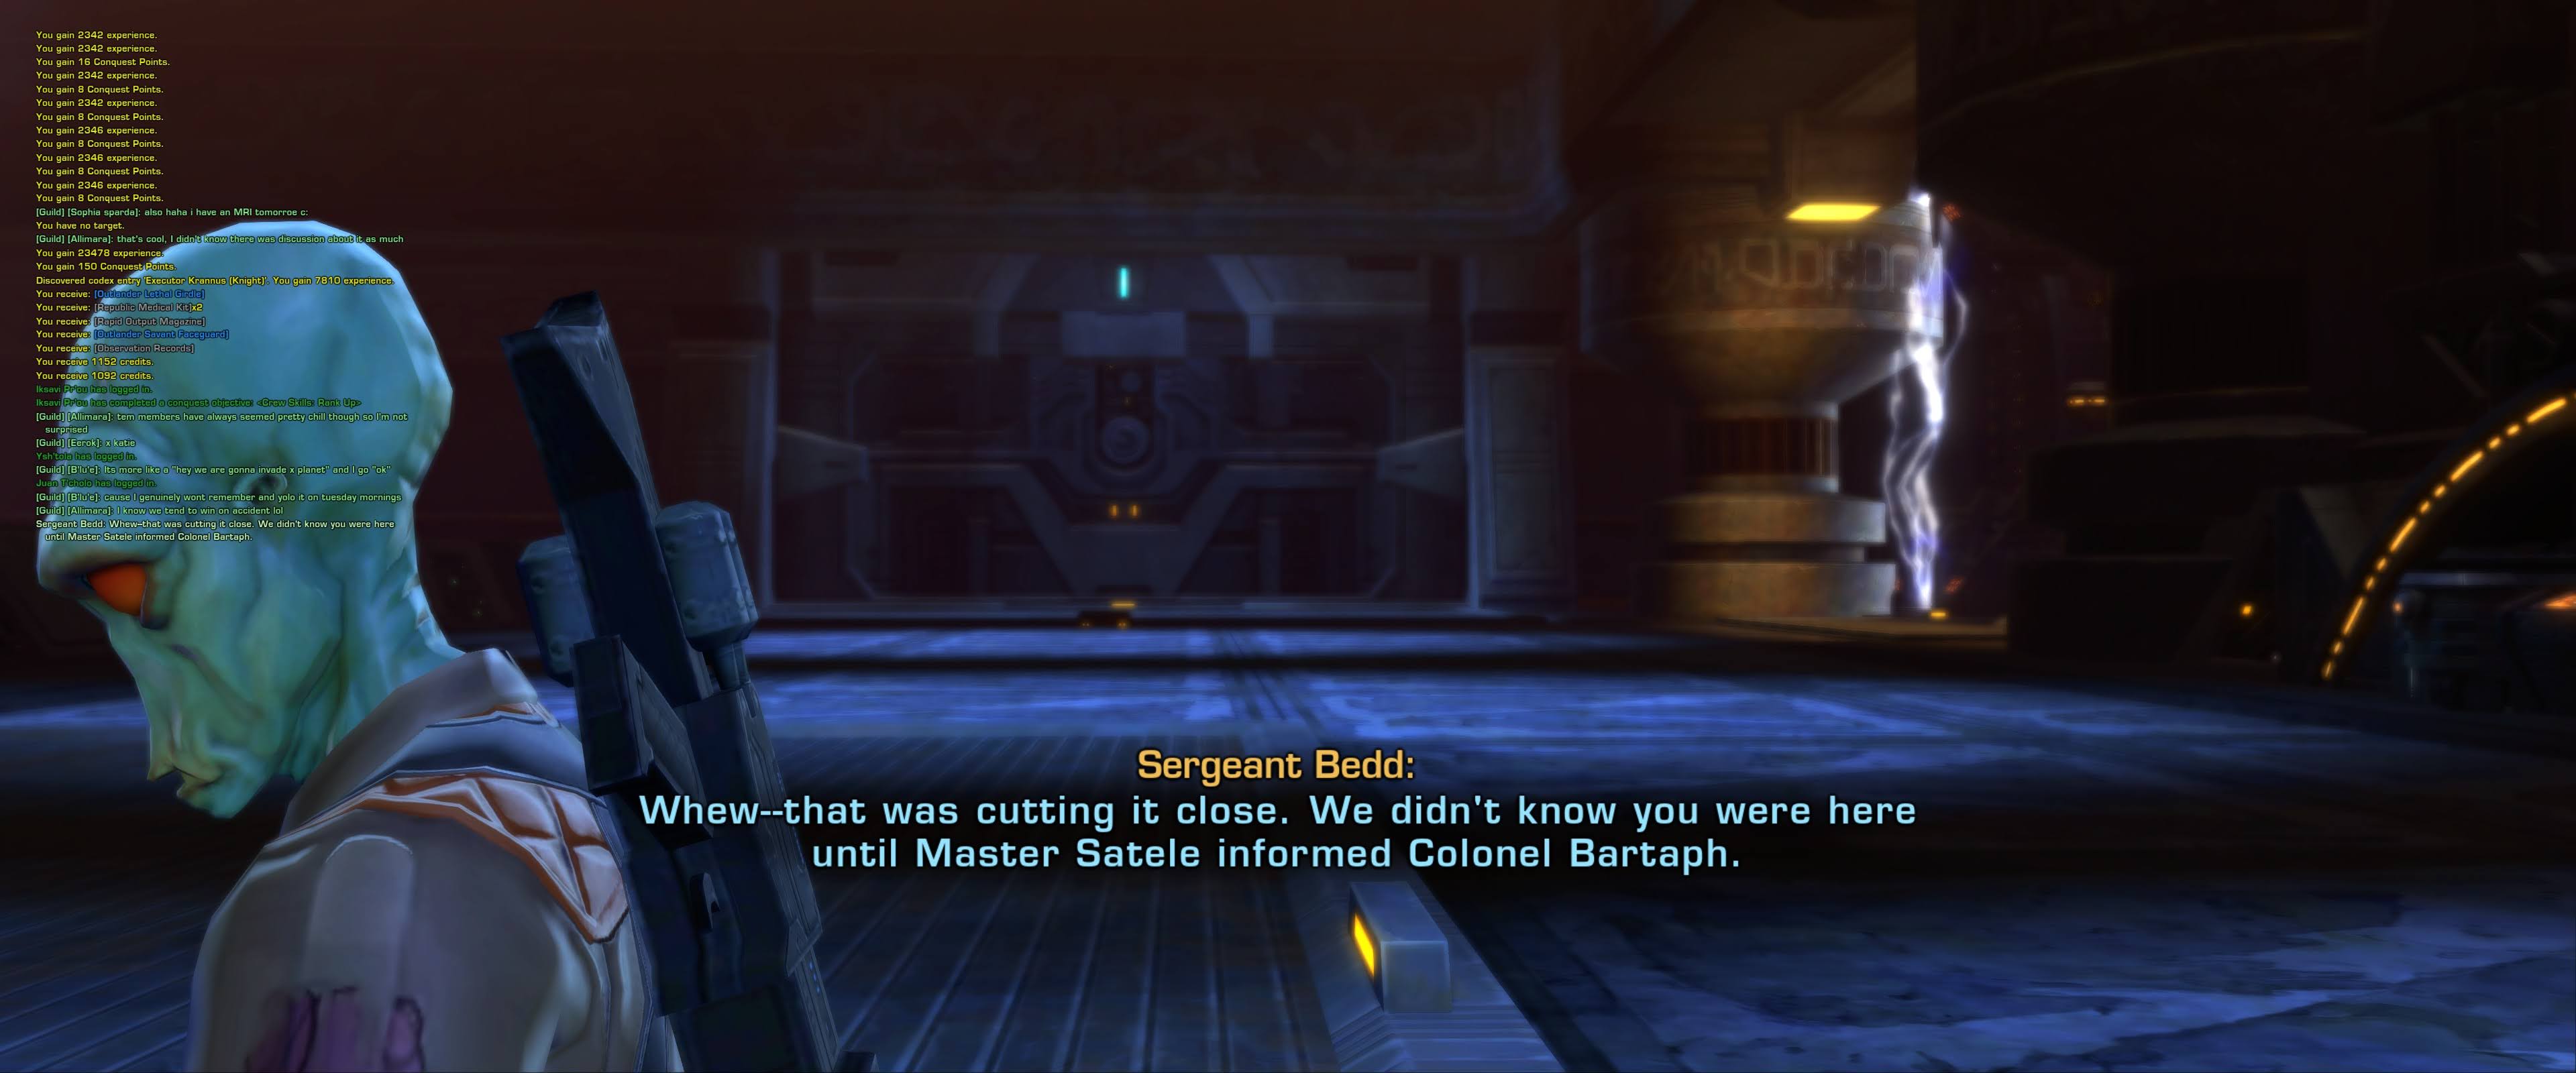 You gain 2342 experience.
You gain 2342 experience.
You gain 16 Conquest Points.
You gain 2342 experience.
You gain 8 Conquest Points.
You gain 2342 experience.
You gain 8 Conquest Points.
You gain 2346 experience.
You gain 8 Conquest Points.
You gain 2346 experience.
You gain 8 Conquest Points.
You gain 2346 experience.
You gain 8 Conquest Points.
[Guild] [Sophia sparda]: also haha i have an MRI tomorroe c:
You have no target.
[Guild] [Allimara]: that's cool, I didn't know there was discussion about it as much
You gain 23478 experience.
You gain 150 Conquest Points.
Discovered codex entry 'Executor Krannus (Knight)'. You gain 7810 experience.
You receive: [Outlander Lethal Girdle]
You receive: [Republic Medical Kit]x2
You receive: [Rapid Output Magazine]
You receive: [Outlander Savant Faceguard]
You receive: [Observation Records]
You receive 1152 credits.
You receive 1092 credits.
Iksavi Pr'ou has logged in.
Iksavi Pr'ou has completed a conquest objective: <Crew Skills: Rank Up>
[Guild] [Allimara]: tem members have always seemed pretty chill though so I'm not
surprised
[Guild] [Eerok]: x katie
Ysh'tola has logged in.
[Guild] [B'lu'e]: Its more like a "hey we are gonna invade x planet" and I go "ok"
Juan T'cholo has logged in.
[Guild] [B'lu'e]: cause I genuinely wont remember and yolo it on tuesday mornings
[Guild] [Allimara]: I know we tend to win on accident lol
Sergeant Bedd: Whew--that was cutting it close. We didn't know you were here
until Master Satele informed Colonel Bartaph.
Sergeant Bedd:
Whew--that was cutting it close. We didn't know you were here
until Master Satele informed Colonel Bartaph.